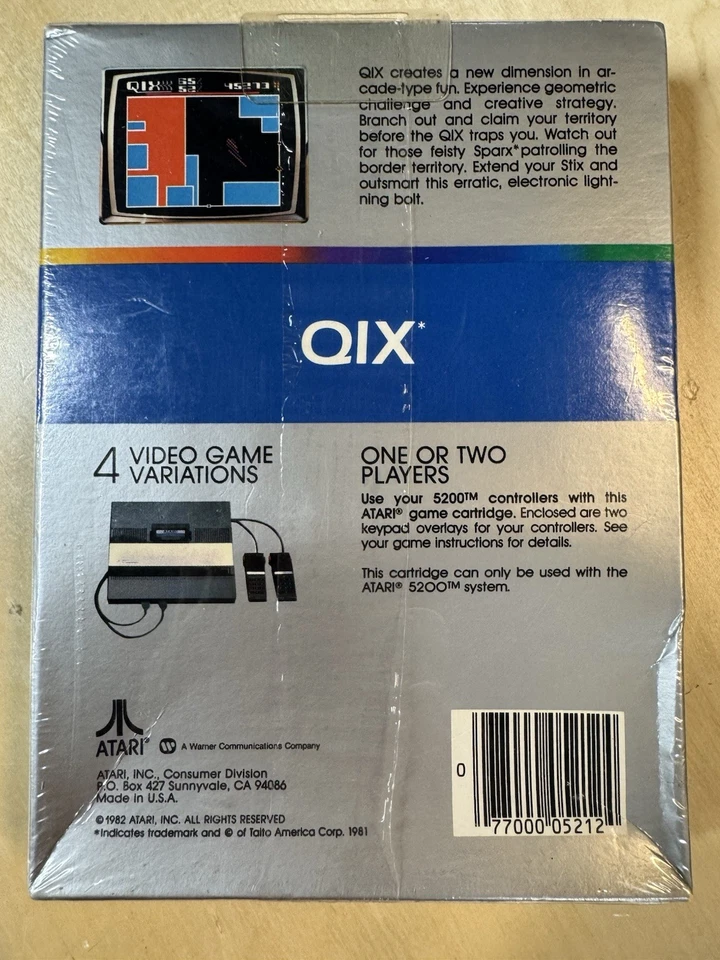 QIX 65
53 45273
QIX creates a new dimension in ar-
cade-type fun. Experience geometric
challenge and creative strategy.
Branch out and claim your territory
before the QIX traps you. Watch out
for those feisty Sparx* patrolling the
border territory. Extend your Stix and
outsmart this erratic, electronic light-
ning bolt.
QIX*
4 VIDEO GAME
VARIATIONS
ONE OR TWO
PLAYERS
Use your 5200™ controllers with this
ATARI® game cartridge. Enclosed are two
keypad overlays for your controllers. See
your game instructions for details.
This cartridge can only be used with the
ATARI® 5200™ system.
ATARI® A Warner Communications Company
ATARI, INC., Consumer Division
P.O. Box 427 Sunnyvale, CA 94086
Made in U.S.A.
©1982 ATARI, INC. ALL RIGHTS RESERVED
*Indicates trademark and © of Taito America Corp. 1981
0 77000 05212